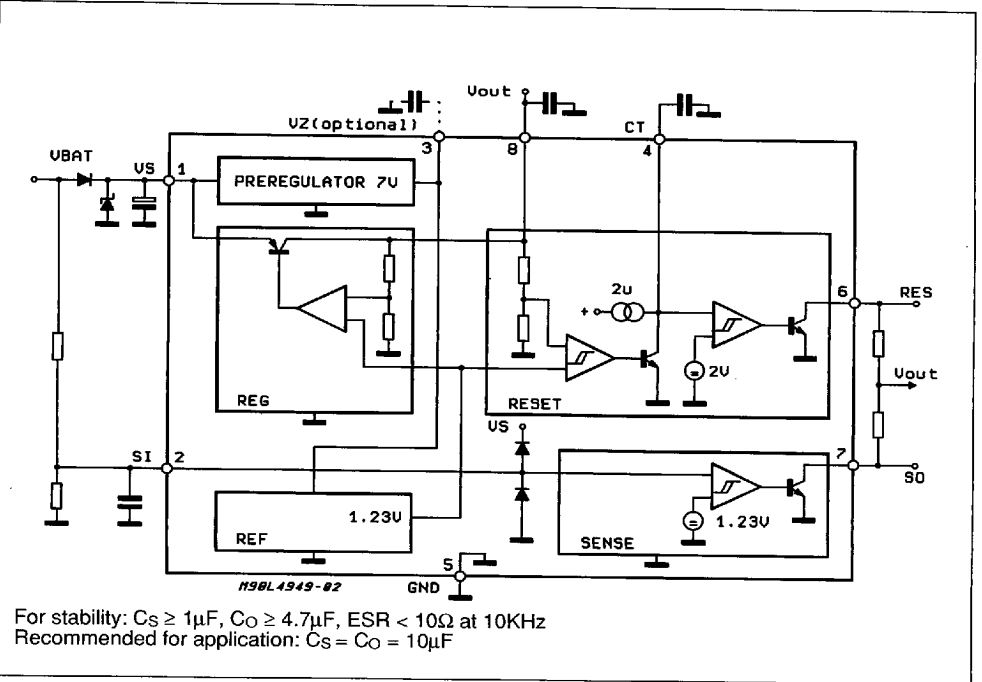 Vout
VZ(optional)
CT
3
8
4
VBAT
VS
1
PREREGULATOR 7V
2u
6
RES
+
2V
Vout
REG
RESET
VS
SI
2
7
SO
1.23V
1.23V
REF
SENSE
5
M90L4949-02
GND
For stability: CS ≥ 1µF, CO ≥ 4.7µF, ESR < 10Ω at 10KHz
Recommended for application: CS = CO = 10µF